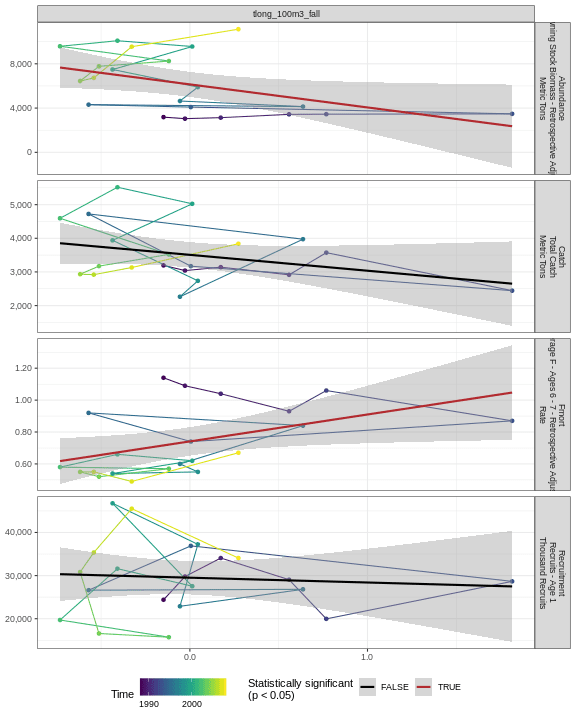 tlong_100m3_fall
8,000
4,000
0
Abundance
ning Stock Biomass - Retrospective Adj
Metric Tons
5,000
4,000
3,000
2,000
Catch
Total Catch
Metric Tons
1.20
1.00
0.80
0.60
Fmort
rage F - Ages 6 - 7 - Retrospective Adjus
Rate
40,000
30,000
20,000
Recruitment
Recruits - Age 1
Thousand Recruits
0.0 1.0
Time
1990 2000
Statistically significant
(p < 0.05)
FALSE TRUE